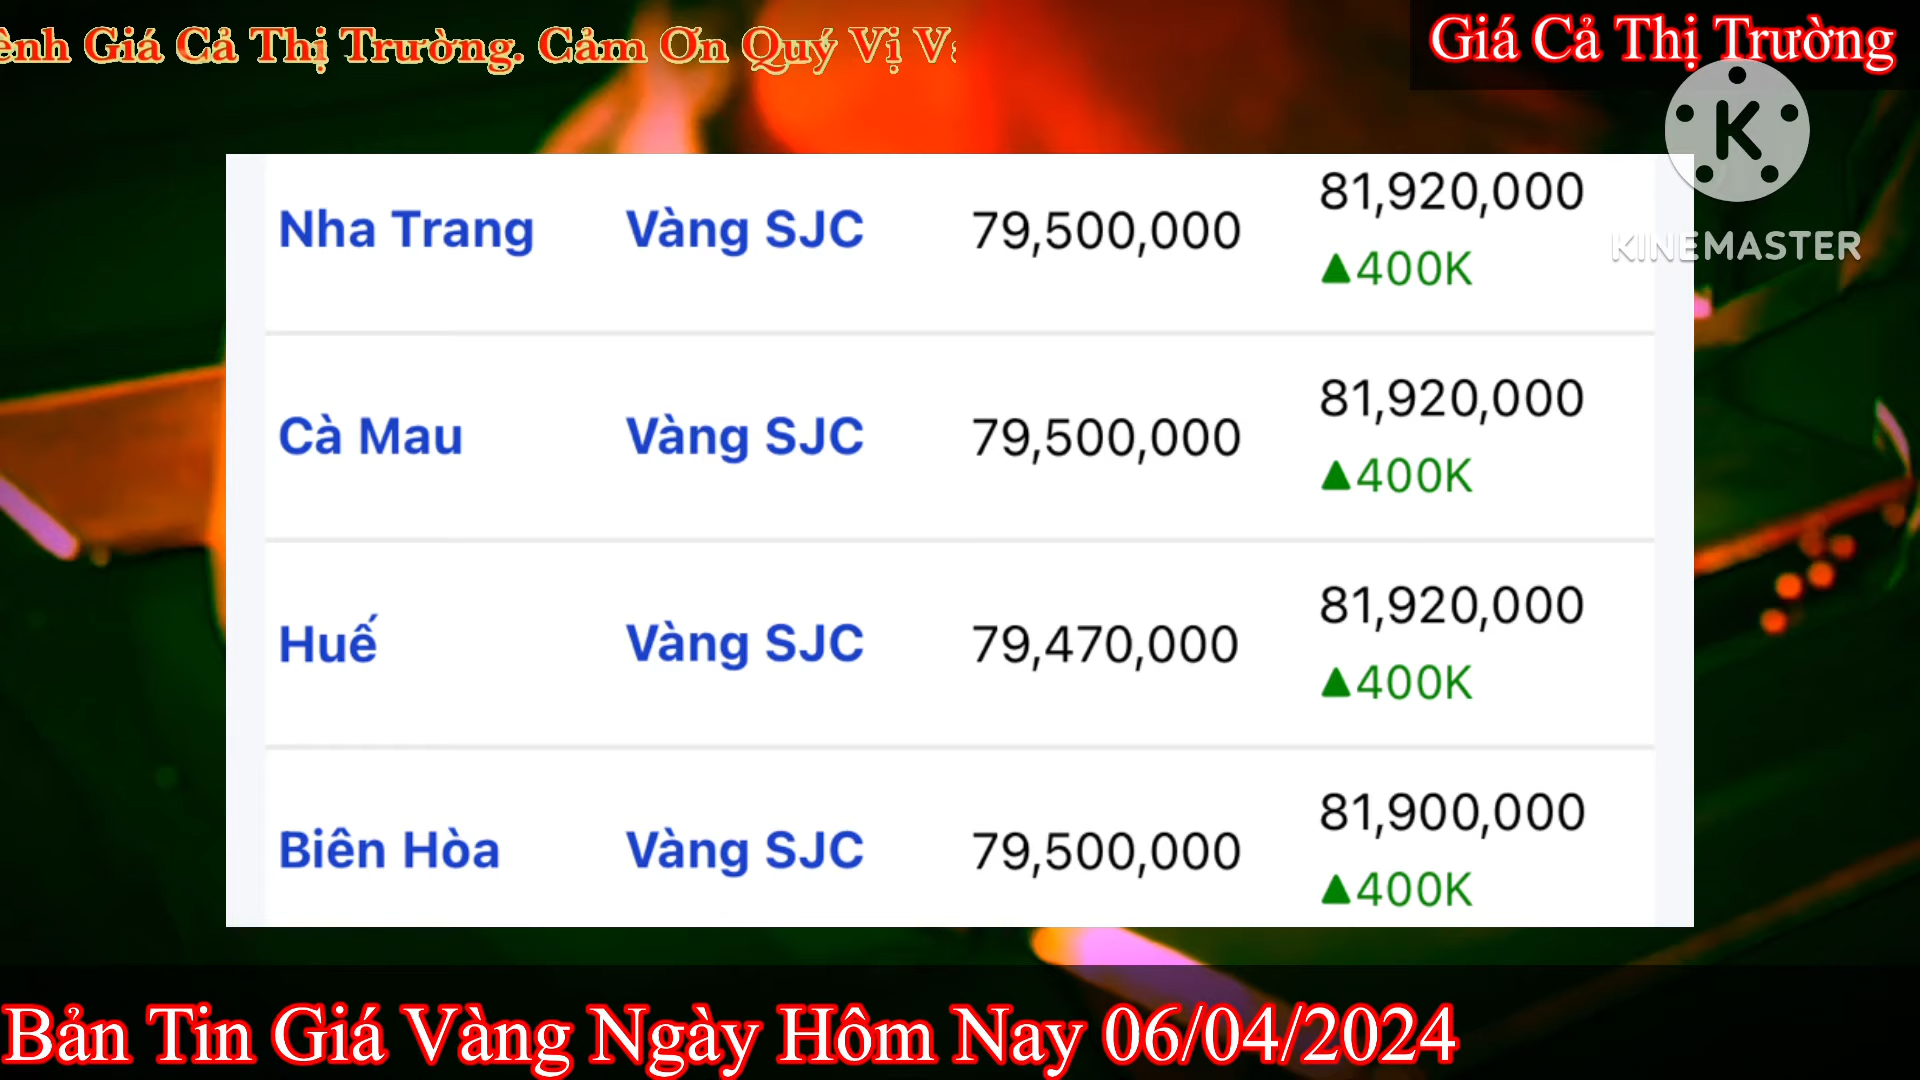 Giá Cả Thị Trường. Cảm Ơn Quý Vị
Giá Cả Thị Trường
K
KINEMASTER
Nha Trang Vàng SJC 79,500,000 81,920,000
▲400K
Cà Mau Vàng SJC 79,500,000 81,920,000
▲400K
Huế Vàng SJC 79,470,000 81,920,000
▲400K
Biên Hòa Vàng SJC 79,500,000 81,900,000
▲400K
Bản Tin Giá Vàng Ngày Hôm Nay 06/04/2024